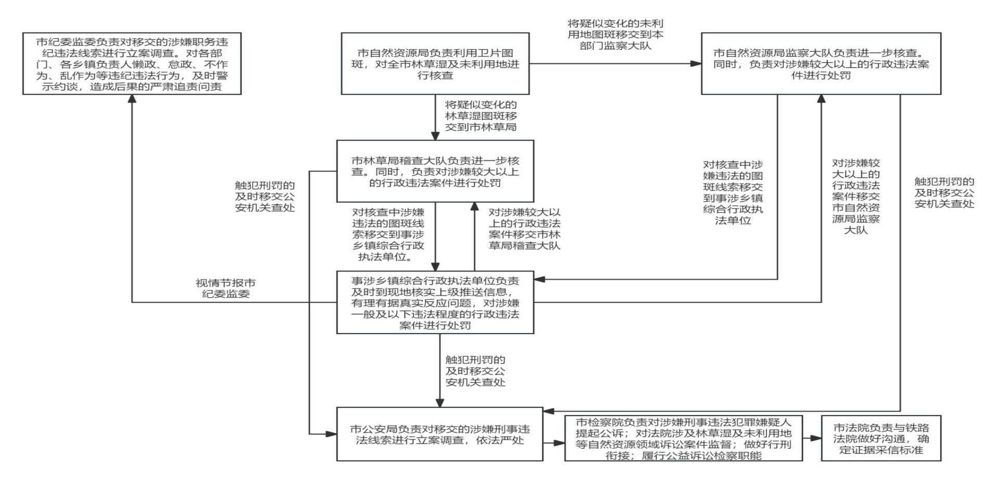 市纪委监委负责对移交的涉嫌职务违
纪违法线索进行立案调查。对各部
门、各乡镇负责人懒政、怠政、不作
为、乱作为等违纪违法行为，及时警
示约谈，造成后果的严肃追责问责
市自然资源局负责利用卫片图
斑，对全市林草湿及未利用地进
行核查
将疑似变化的未利
用地图斑移交到本
部门监察大队
市自然资源局监察大队负责进一步核查。
同时，负责对涉嫌较大以上的行政违法案
件进行处罚
将疑似变化的
林草湿图斑移
交到市林草局
市林草局稽查大队负责进一步核
查。同时，负责对涉嫌较大以上
的行政违法案件进行处罚
触犯刑罚的
及时移交公
安机关查处
对核查中涉嫌
违法的图斑线
索移交到事涉
乡镇综合行政
执法单位。
对涉嫌较大以
上的行政违法
案件移交市林
草局稽查大队
对核查中涉
嫌违法的图
斑线索移交
到事涉乡镇
综合行政执
法单位
对涉嫌较
大以上的
行政违法
案件移交
市自然资
源局监察
大队
触犯刑罚的
及时移交公
安机关查处
视情节报市
纪委监委
事涉乡镇综合行政执法单位负责
及时到现地核实上级推送信息，
有理有据真实反应问题，对涉嫌
一般及以下违法程度的行政违法
案件进行处罚
触犯刑罚的
及时移交公
安机关查处
市公安局负责对移交的涉嫌刑事违
法线索进行立案调查，依法严处
市检察院负责对涉嫌刑事违法犯罪嫌疑人
提起公诉；对法院涉及林草湿及未利用地
等自然资源领域诉讼案件监督；做好行刑
衔接；履行公益诉讼检察职能
市法院负责与铁路
法院做好沟通，确
定证据采信标准